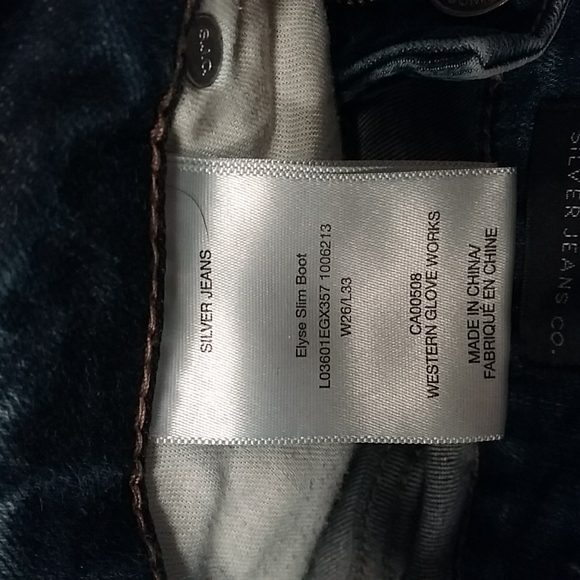 SILVER JEANS
Elyse Slim Boot
L03601EGX357 1006213
W26/L33
CA00508
WESTERN GLOVE WORKS
MADE IN CHINA/
FABRIQUÉ EN CHINE
S.J.C.
SILVER JEANS CO.